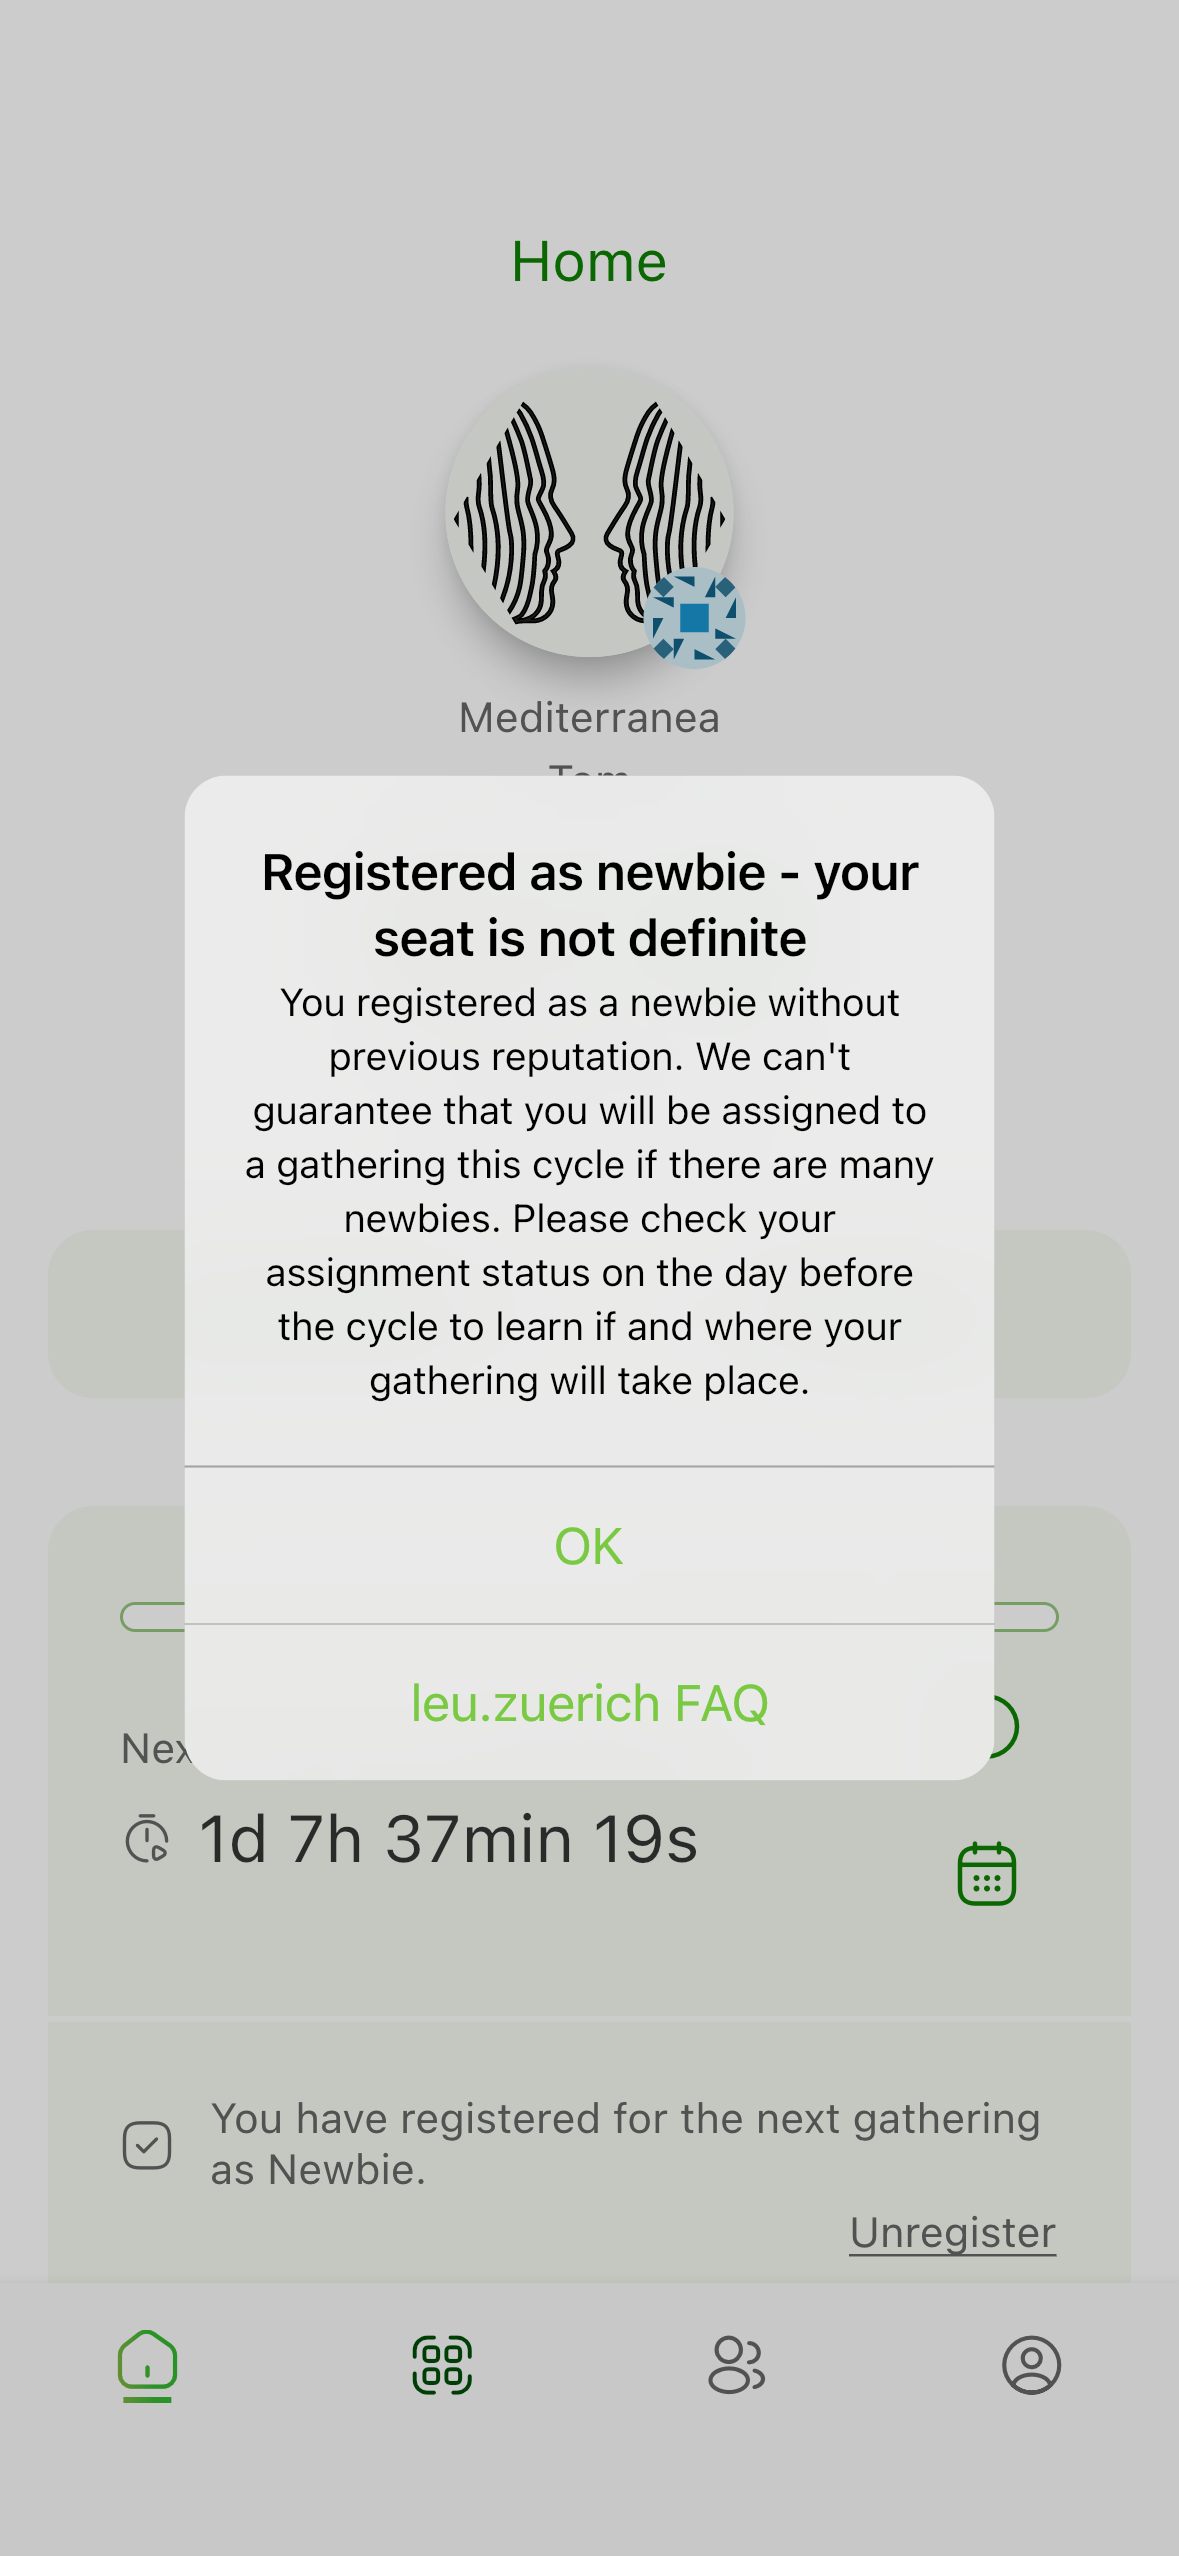 Home
Mediterranea
Registered as newbie - your
seat is not definite
You registered as a newbie without
previous reputation. We can't
guarantee that you will be assigned to
a gathering this cycle if there are many
newbies. Please check your
assignment status on the day before
the cycle to learn if and where your
gathering will take place.
OK
leu.zuerich FAQ
1d 7h 37min 19s
You have registered for the next gathering
as Newbie.
Unregister